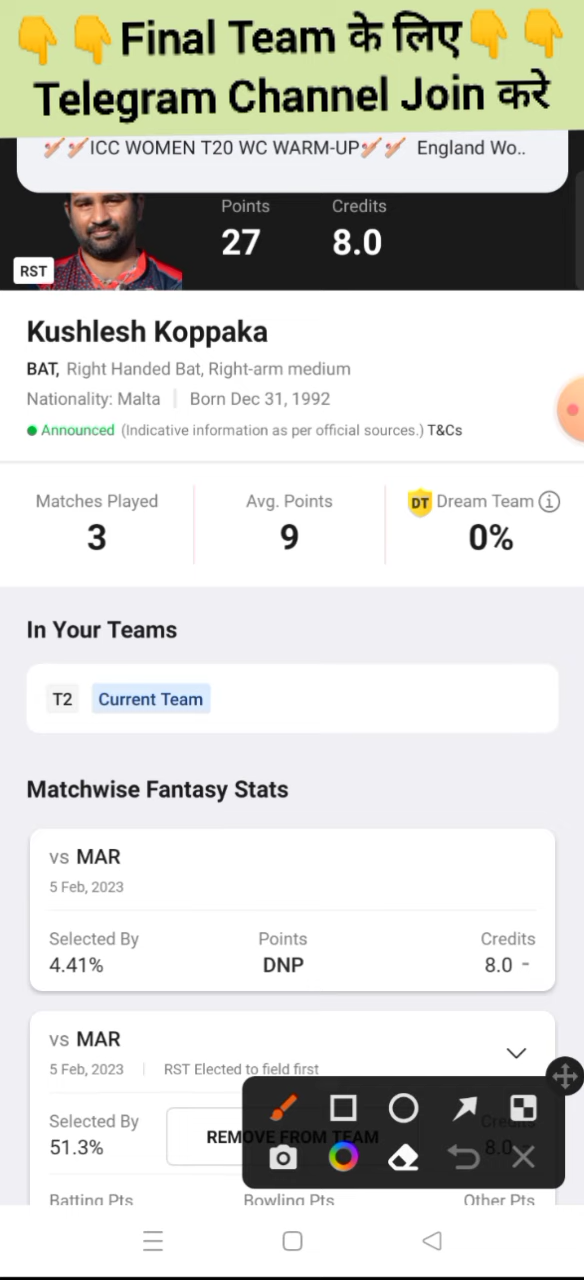 👇👇Final Team के लिए👇👇
Telegram Channel Join करे
🏏🏏ICC WOMEN T20 WC WARM-UP🏏🏏 England Wo..
Points Credits
27 8.0
RST
Kushlesh Koppaka
BAT, Right Handed Bat, Right-arm medium
Nationality: Malta | Born Dec 31, 1992
Announced (Indicative information as per official sources.) T&Cs
Matches Played Avg. Points DT Dream Team
3 9 0%
In Your Teams
T2 Current Team
Matchwise Fantasy Stats
vs MAR
5 Feb, 2023
Selected By Points Credits
4.41% DNP 8.0 -
vs MAR
5 Feb, 2023 | RST Elected to field first
Selected By Credits
51.3% REMOVE FROM TEAM 8.0 -
Batting Pts Bowling Pts Other Pts